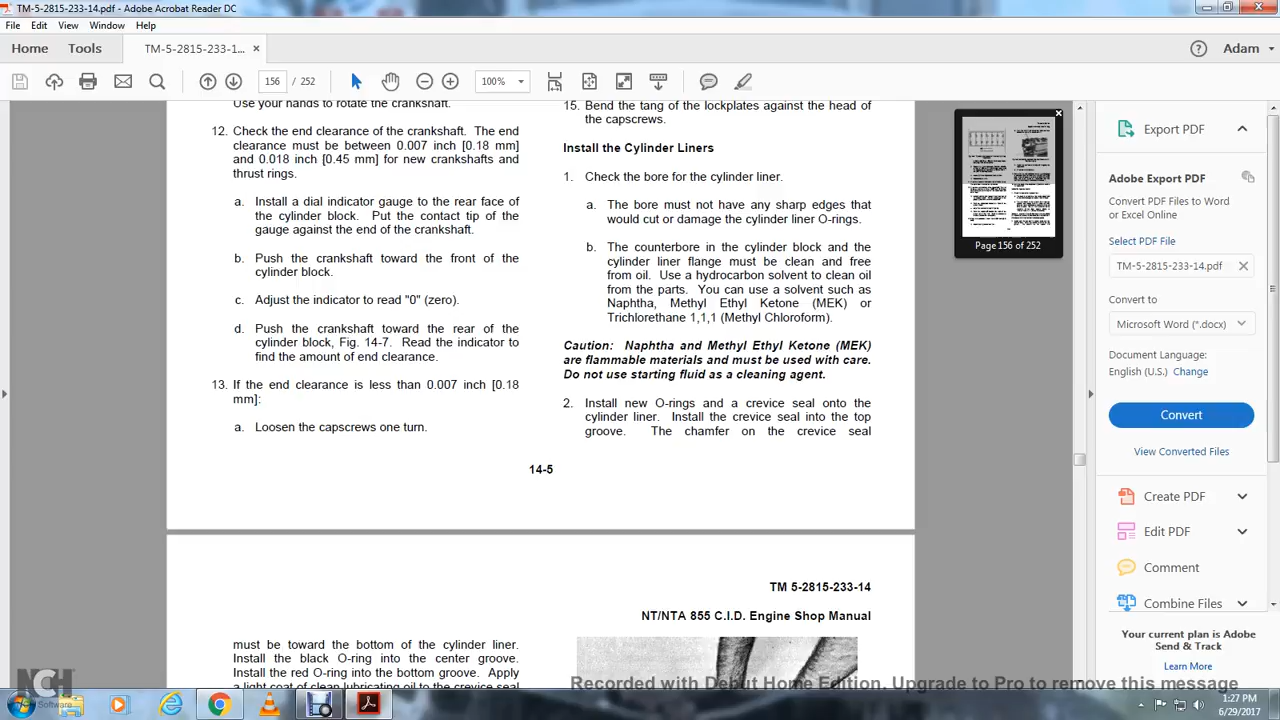 TM-5-2815-233-14.pdf - Adobe Acrobat Reader DC
File Edit View Window Help
Home Tools TM-5-2815-233-1... Adam
156 / 252 100%
Use your hands to rotate the crankshaft.
12. Check the end clearance of the crankshaft. The end
clearance must be between 0.007 inch [0.18 mm]
and 0.018 inch [0.45 mm] for new crankshafts and
thrust rings.
a. Install a dial indicator gauge to the rear face of
the cylinder block. Put the contact tip of the
gauge against the end of the crankshaft.
b. Push the crankshaft toward the front of the
cylinder block.
c. Adjust the indicator to read "0" (zero).
d. Push the crankshaft toward the rear of the
cylinder block, Fig. 14-7. Read the indicator to
find the amount of end clearance.
13. If the end clearance is less than 0.007 inch [0.18
mm]:
a. Loosen the capscrews one turn.
15. Bend the tang of the lockplates against the head of
the capscrews.
Install the Cylinder Liners
1. Check the bore for the cylinder liner.
a. The bore must not have any sharp edges that
would cut or damage the cylinder liner O-rings.
b. The counterbore in the cylinder block and the
cylinder liner flange must be clean and free
from oil. Use a hydrocarbon solvent to clean oil
from the parts. You can use a solvent such as
Naphtha, Methyl Ethyl Ketone (MEK) or
Trichlorethane 1,1,1 (Methyl Chloroform).
Caution: Naphtha and Methyl Ethyl Ketone (MEK)
are flammable materials and must be used with care.
Do not use starting fluid as a cleaning agent.
2. Install new O-rings and a crevice seal onto the
cylinder liner. Install the crevice seal into the top
groove. The chamfer on the crevice seal
14-5
TM 5-2815-233-14
NT/NTA 855 C.I.D. Engine Shop Manual
must be toward the bottom of the cylinder liner.
Install the black O-ring into the center groove.
Install the red O-ring into the bottom groove. Apply
a light coat of clean lubricating oil to the crevice seal
Page 156 of 252
Export PDF
Adobe Export PDF
Convert PDF Files to Word
or Excel Online
Select PDF File
TM-5-2815-233-14.pdf
Convert to
Microsoft Word (*.docx)
Document Language:
English (U.S.) Change
Convert
View Converted Files
Create PDF
Edit PDF
Comment
Combine Files
Your current plan is Adobe
Send & Track
Learn More
Recorded with Debut Home Edition. Upgrade to Pro to remove this message
NCH
Software
1:27 PM
6/29/2017